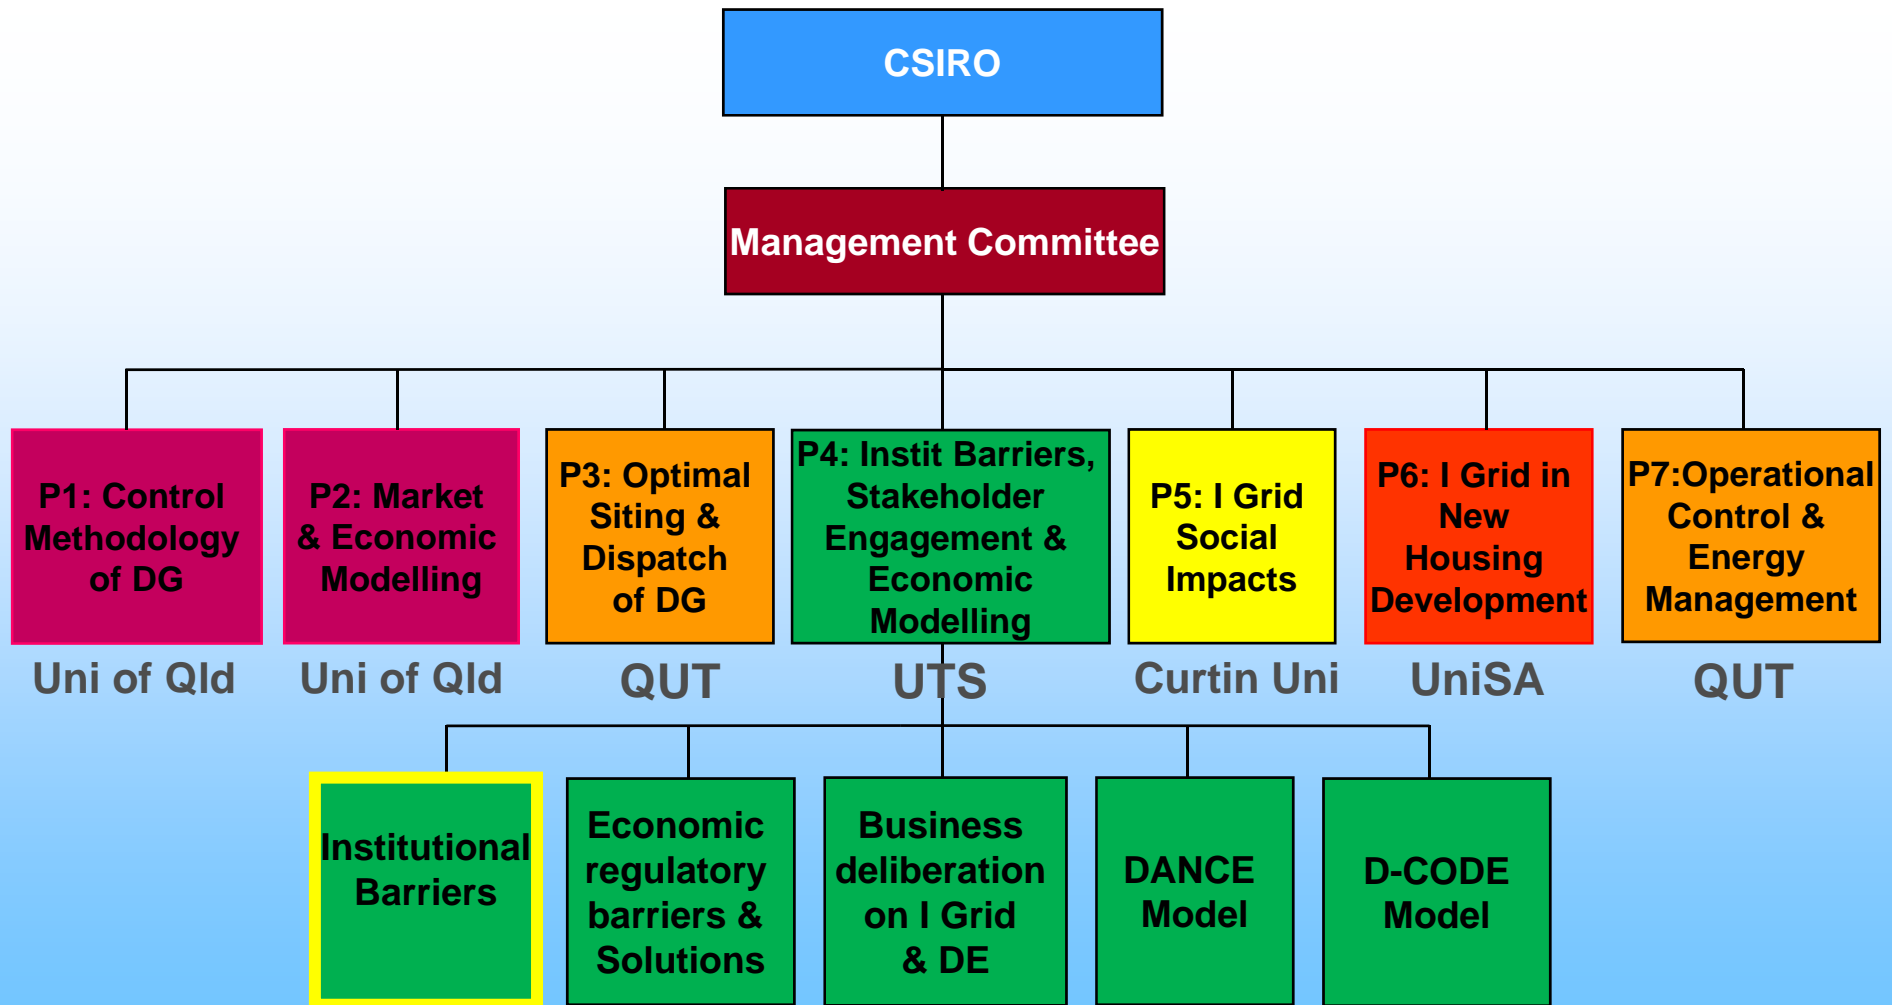 CSIRO
Management Committee
P1: Control
Methodology
of DG
P2: Market
& Economic
Modelling
P3: Optimal
Siting &
Dispatch
of DG
P4: Instit Barriers,
Stakeholder
Engagement &
Economic
Modelling
P5: I Grid
Social
Impacts
P6: I Grid in
New
Housing
Development
P7:Operational
Control &
Energy
Management
Uni of Qld
Uni of Qld
QUT
UTS
Curtin Uni
UniSA
QUT
Institutional
Barriers
Economic
regulatory
barriers &
Solutions
Business
deliberation
on I Grid
& DE
DANCE
Model
D-CODE
Model